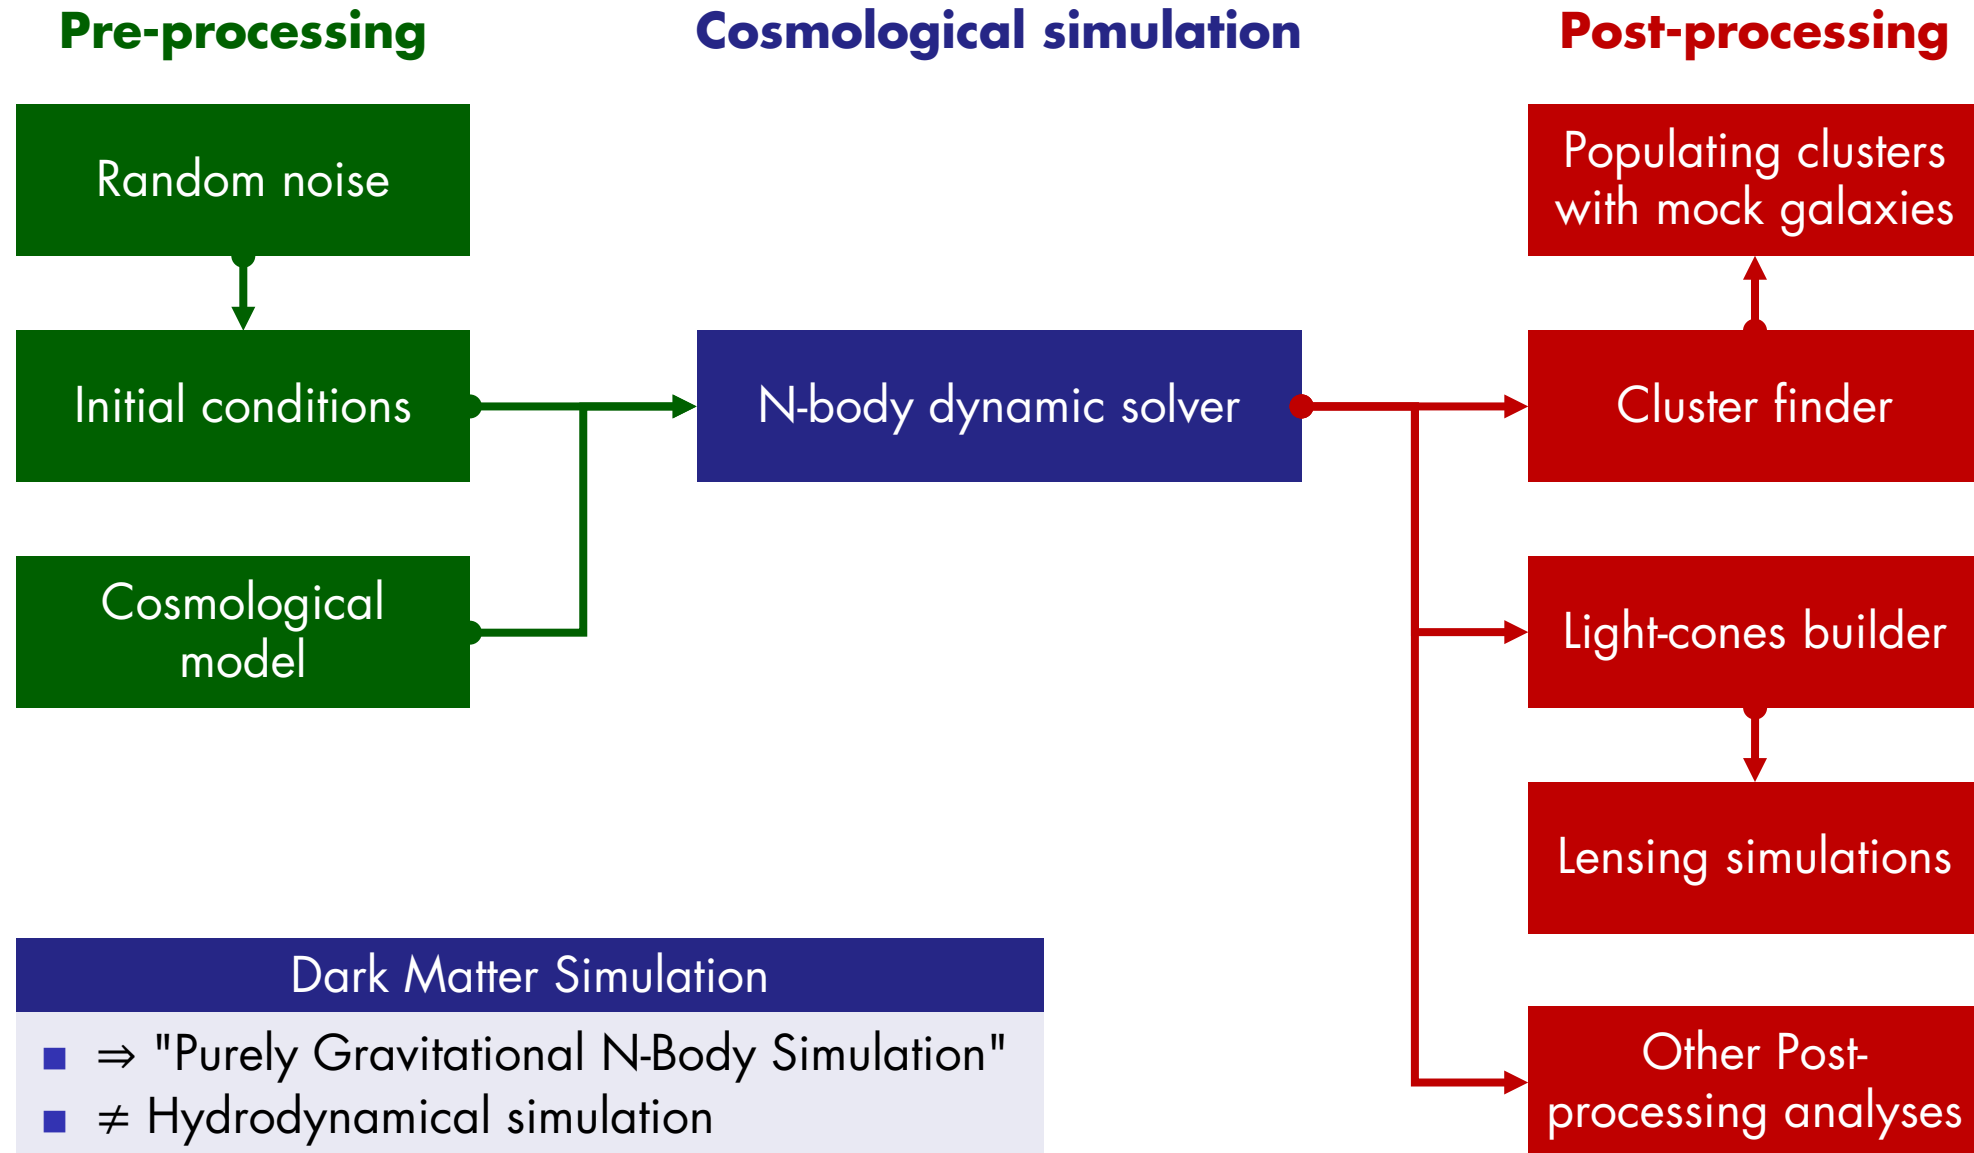 Pre-processing
Cosmological simulation
Post-processing
Random noise
Initial conditions
Cosmological
model
N-body dynamic solver
Populating clusters
with mock galaxies
Cluster finder
Light-cones builder
Lensing simulations
Other Post-
processing analyses
Dark Matter Simulation
■ ⇒ "Purely Gravitational N-Body Simulation"
■ ≠ Hydrodynamical simulation